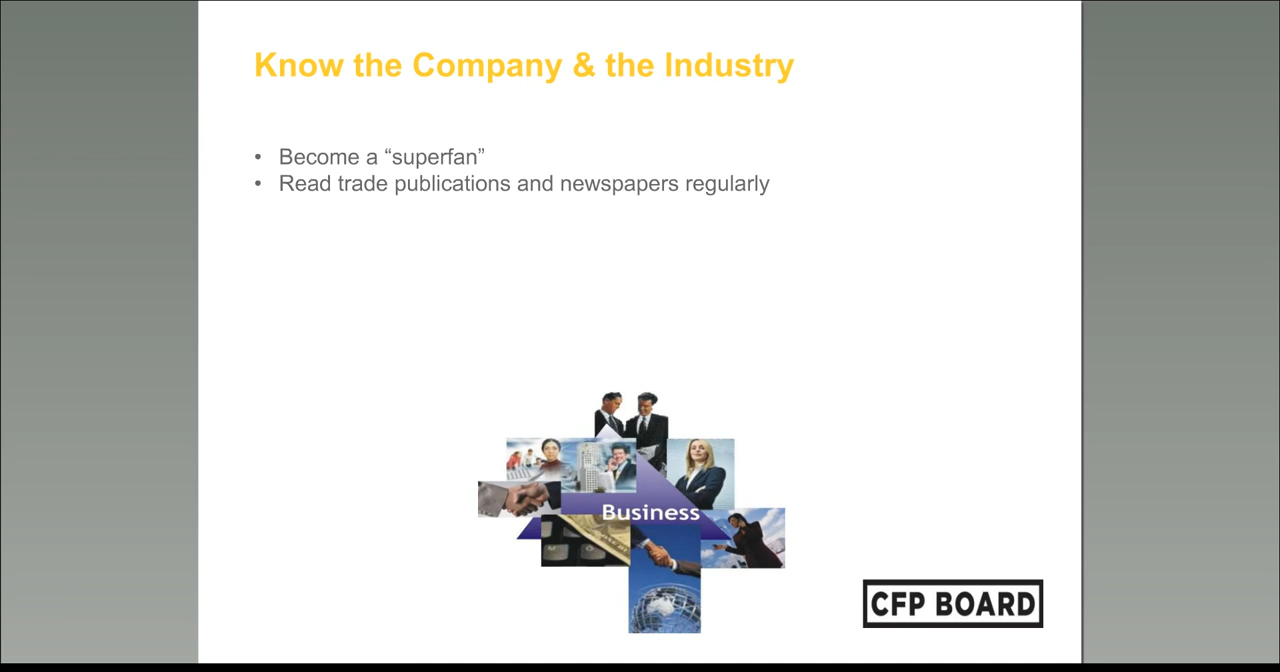 Know the Company & the Industry
• Become a “superfan”
• Read trade publications and newspapers regularly
Business
CFP BOARD